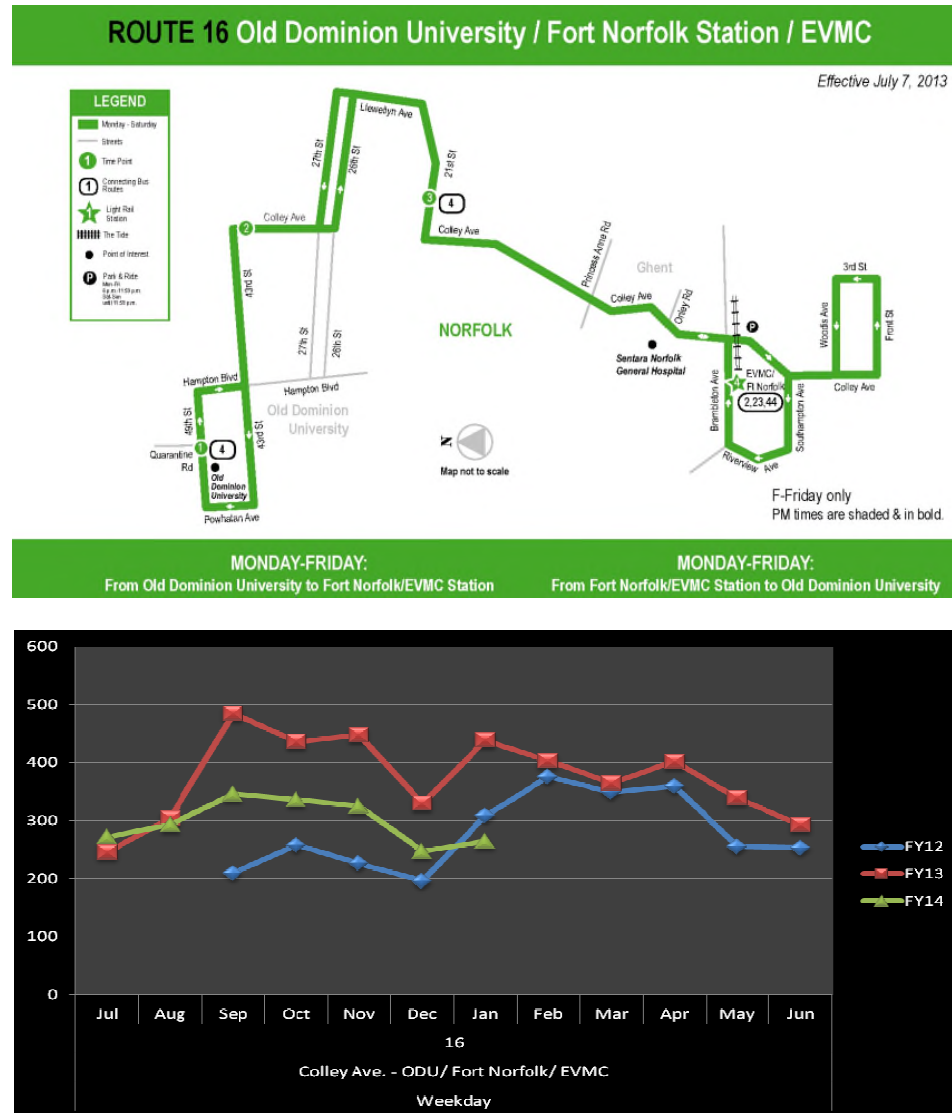 ROUTE 16 Old Dominion University / Fort Norfolk Station / EVMC
Effective July 7, 2013
LEGEND
Monday - Saturday
Streets
1 Time Point
1 Connecting Bus Routes
1 Light Rail Station
The Tide
Point of Interest
P Park & Ride
Llewellyn Ave
27th St
26th St
21st St
3
4
2
Colley Ave
Colley Ave
43rd St
27th St
26th St
Princess Anne Rd
Ghent
Colley Ave
Onley Rd
3rd St
Woodis Ave
Front St
NORFOLK
Sentara Norfolk
General Hospital
P
EVMC/
Ft Norfolk
2,23,44
Colley Ave
Brambleton Ave
Southampton Ave
Riverview Ave
Hampton Blvd
Hampton Blvd
Old Dominion
University
49th St
43rd St
Quarantine
Rd
1
4
Old
Dominion
University
Powhatan Ave
N
Map not to scale
F-Friday only
PM times are shaded & in bold.
MONDAY-FRIDAY:
From Old Dominion University to Fort Norfolk/EVMC Station
MONDAY-FRIDAY:
From Fort Norfolk/EVMC Station to Old Dominion University
600
500
400
300
200
100
0
Jul Aug Sep Oct Nov Dec Jan Feb Mar Apr May Jun
16
Colley Ave. - ODU/ Fort Norfolk/ EVMC
Weekday
FY12
FY13
FY14